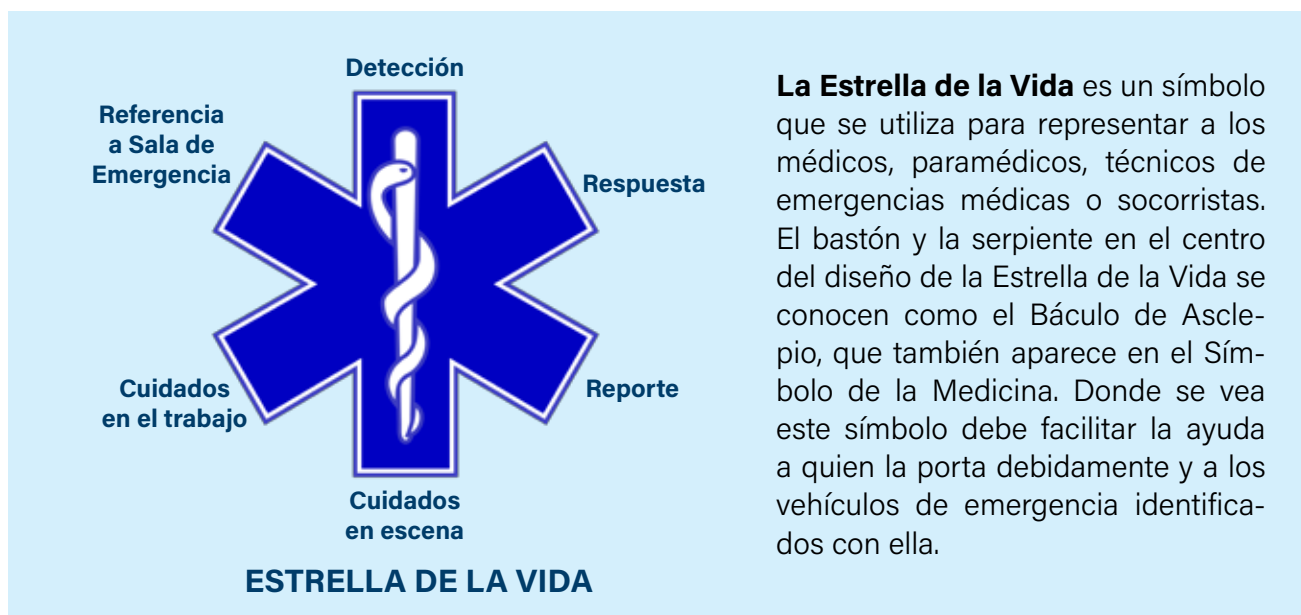 Detección
Referencia
a Sala de
Emergencia
Respuesta
Cuidados
en el trabajo
Reporte
Cuidados
en escena
ESTRELLA DE LA VIDA
La Estrella de la Vida es un símbolo
que se utiliza para representar a los
médicos, paramédicos, técnicos de
emergencias médicas o socorristas.
El bastón y la serpiente en el centro
del diseño de la Estrella de la Vida se
conocen como el Báculo de Ascle-
pio, que también aparece en el Sím-
bolo de la Medicina. Donde se vea
este símbolo debe facilitar la ayuda
a quien la porta debidamente y a los
vehículos de emergencia identifica-
dos con ella.